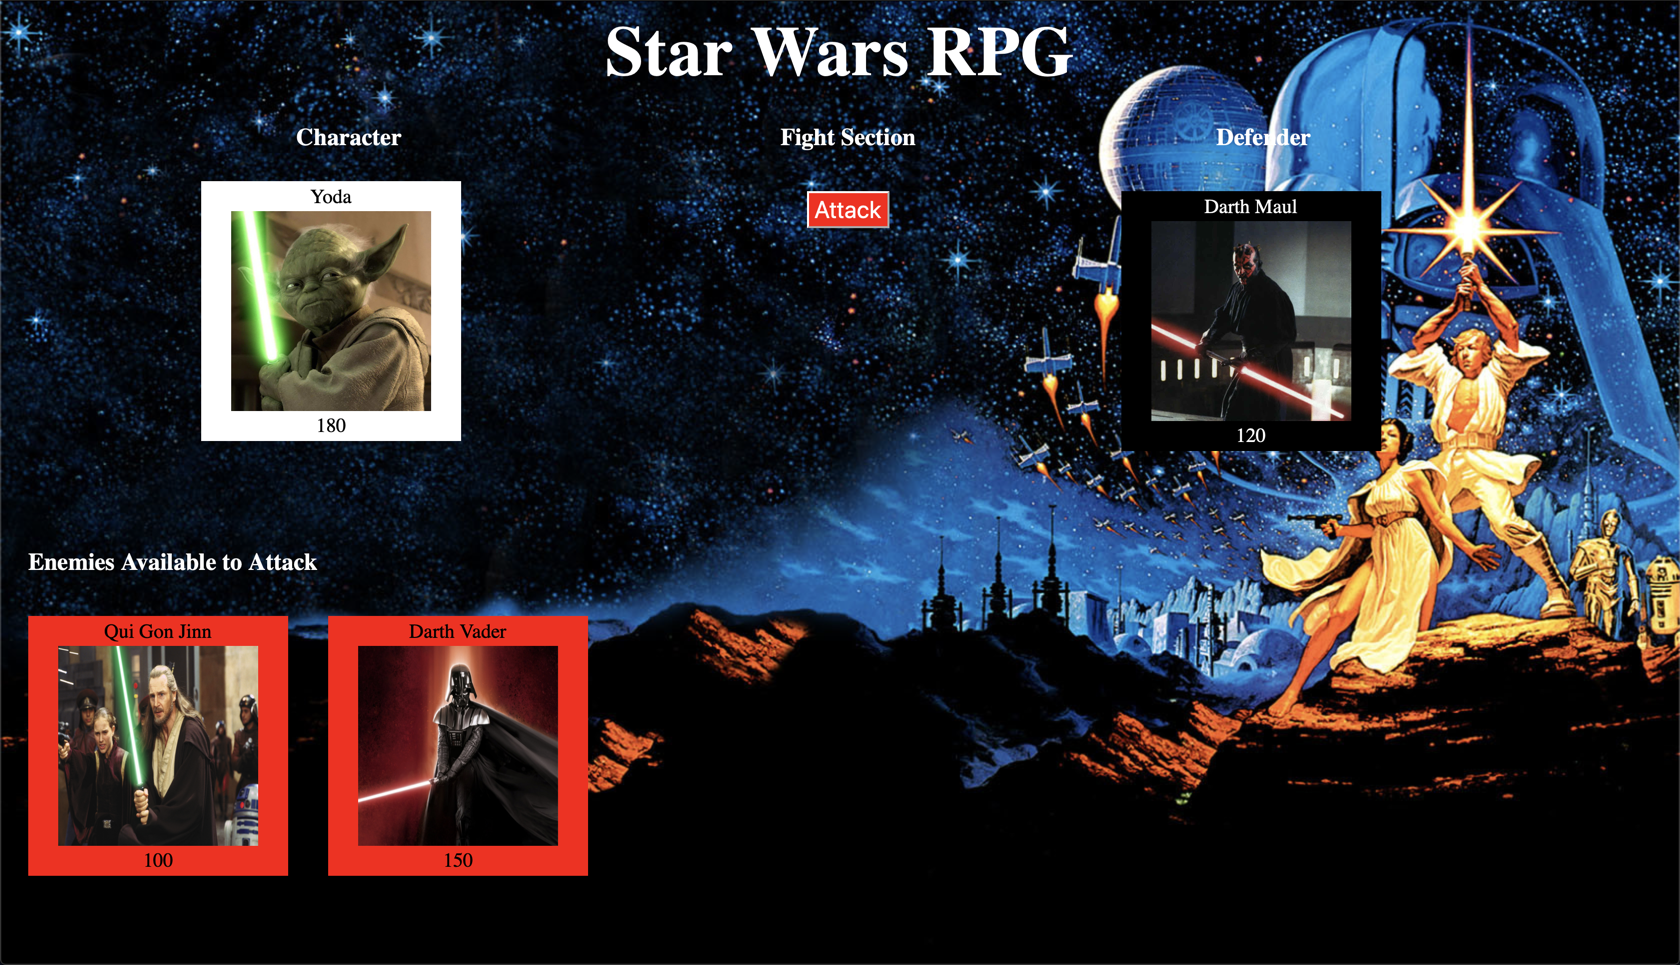 Star Wars RPG
Character
Fight Section
Defender
Yoda
180
Attack
Darth Maul
120
Enemies Available to Attack
Qui Gon Jinn
100
Darth Vader
150